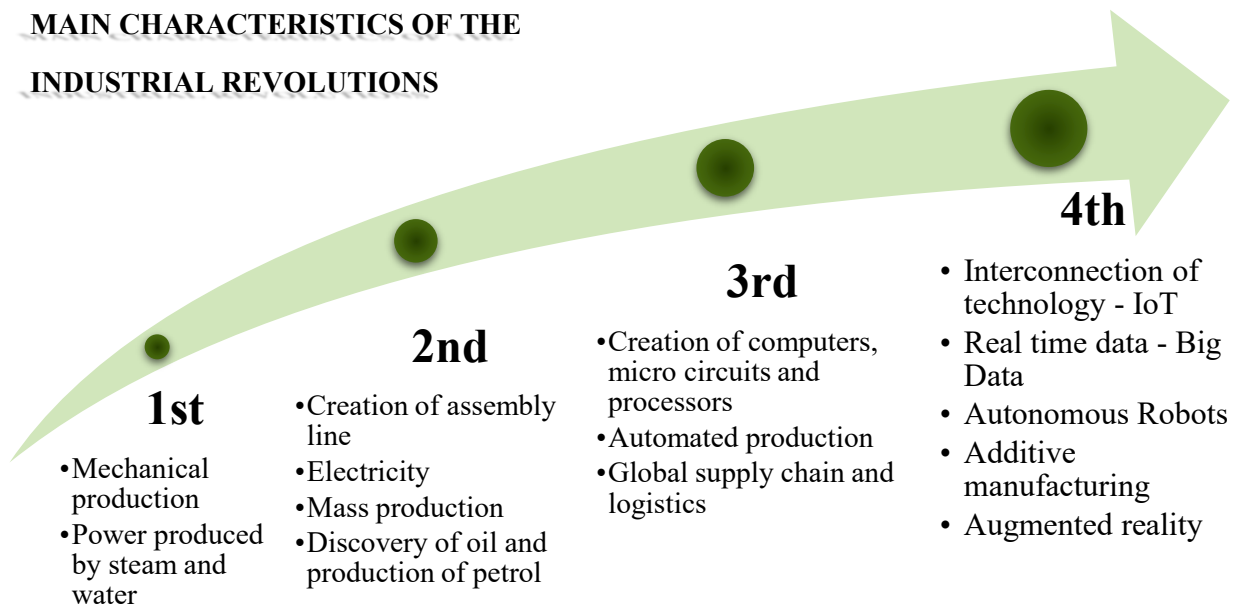 MAIN CHARACTERISTICS OF THE
INDUSTRIAL REVOLUTIONS
1st
•Mechanical
production
•Power produced
by steam and
water
2nd
•Creation of assembly
line
•Electricity
•Mass production
•Discovery of oil and
production of petrol
3rd
•Creation of computers,
micro circuits and
processors
•Automated production
•Global supply chain and
logistics
4th
• Interconnection of
technology - IoT
• Real time data - Big
Data
• Autonomous Robots
• Additive
manufacturing
• Augmented reality